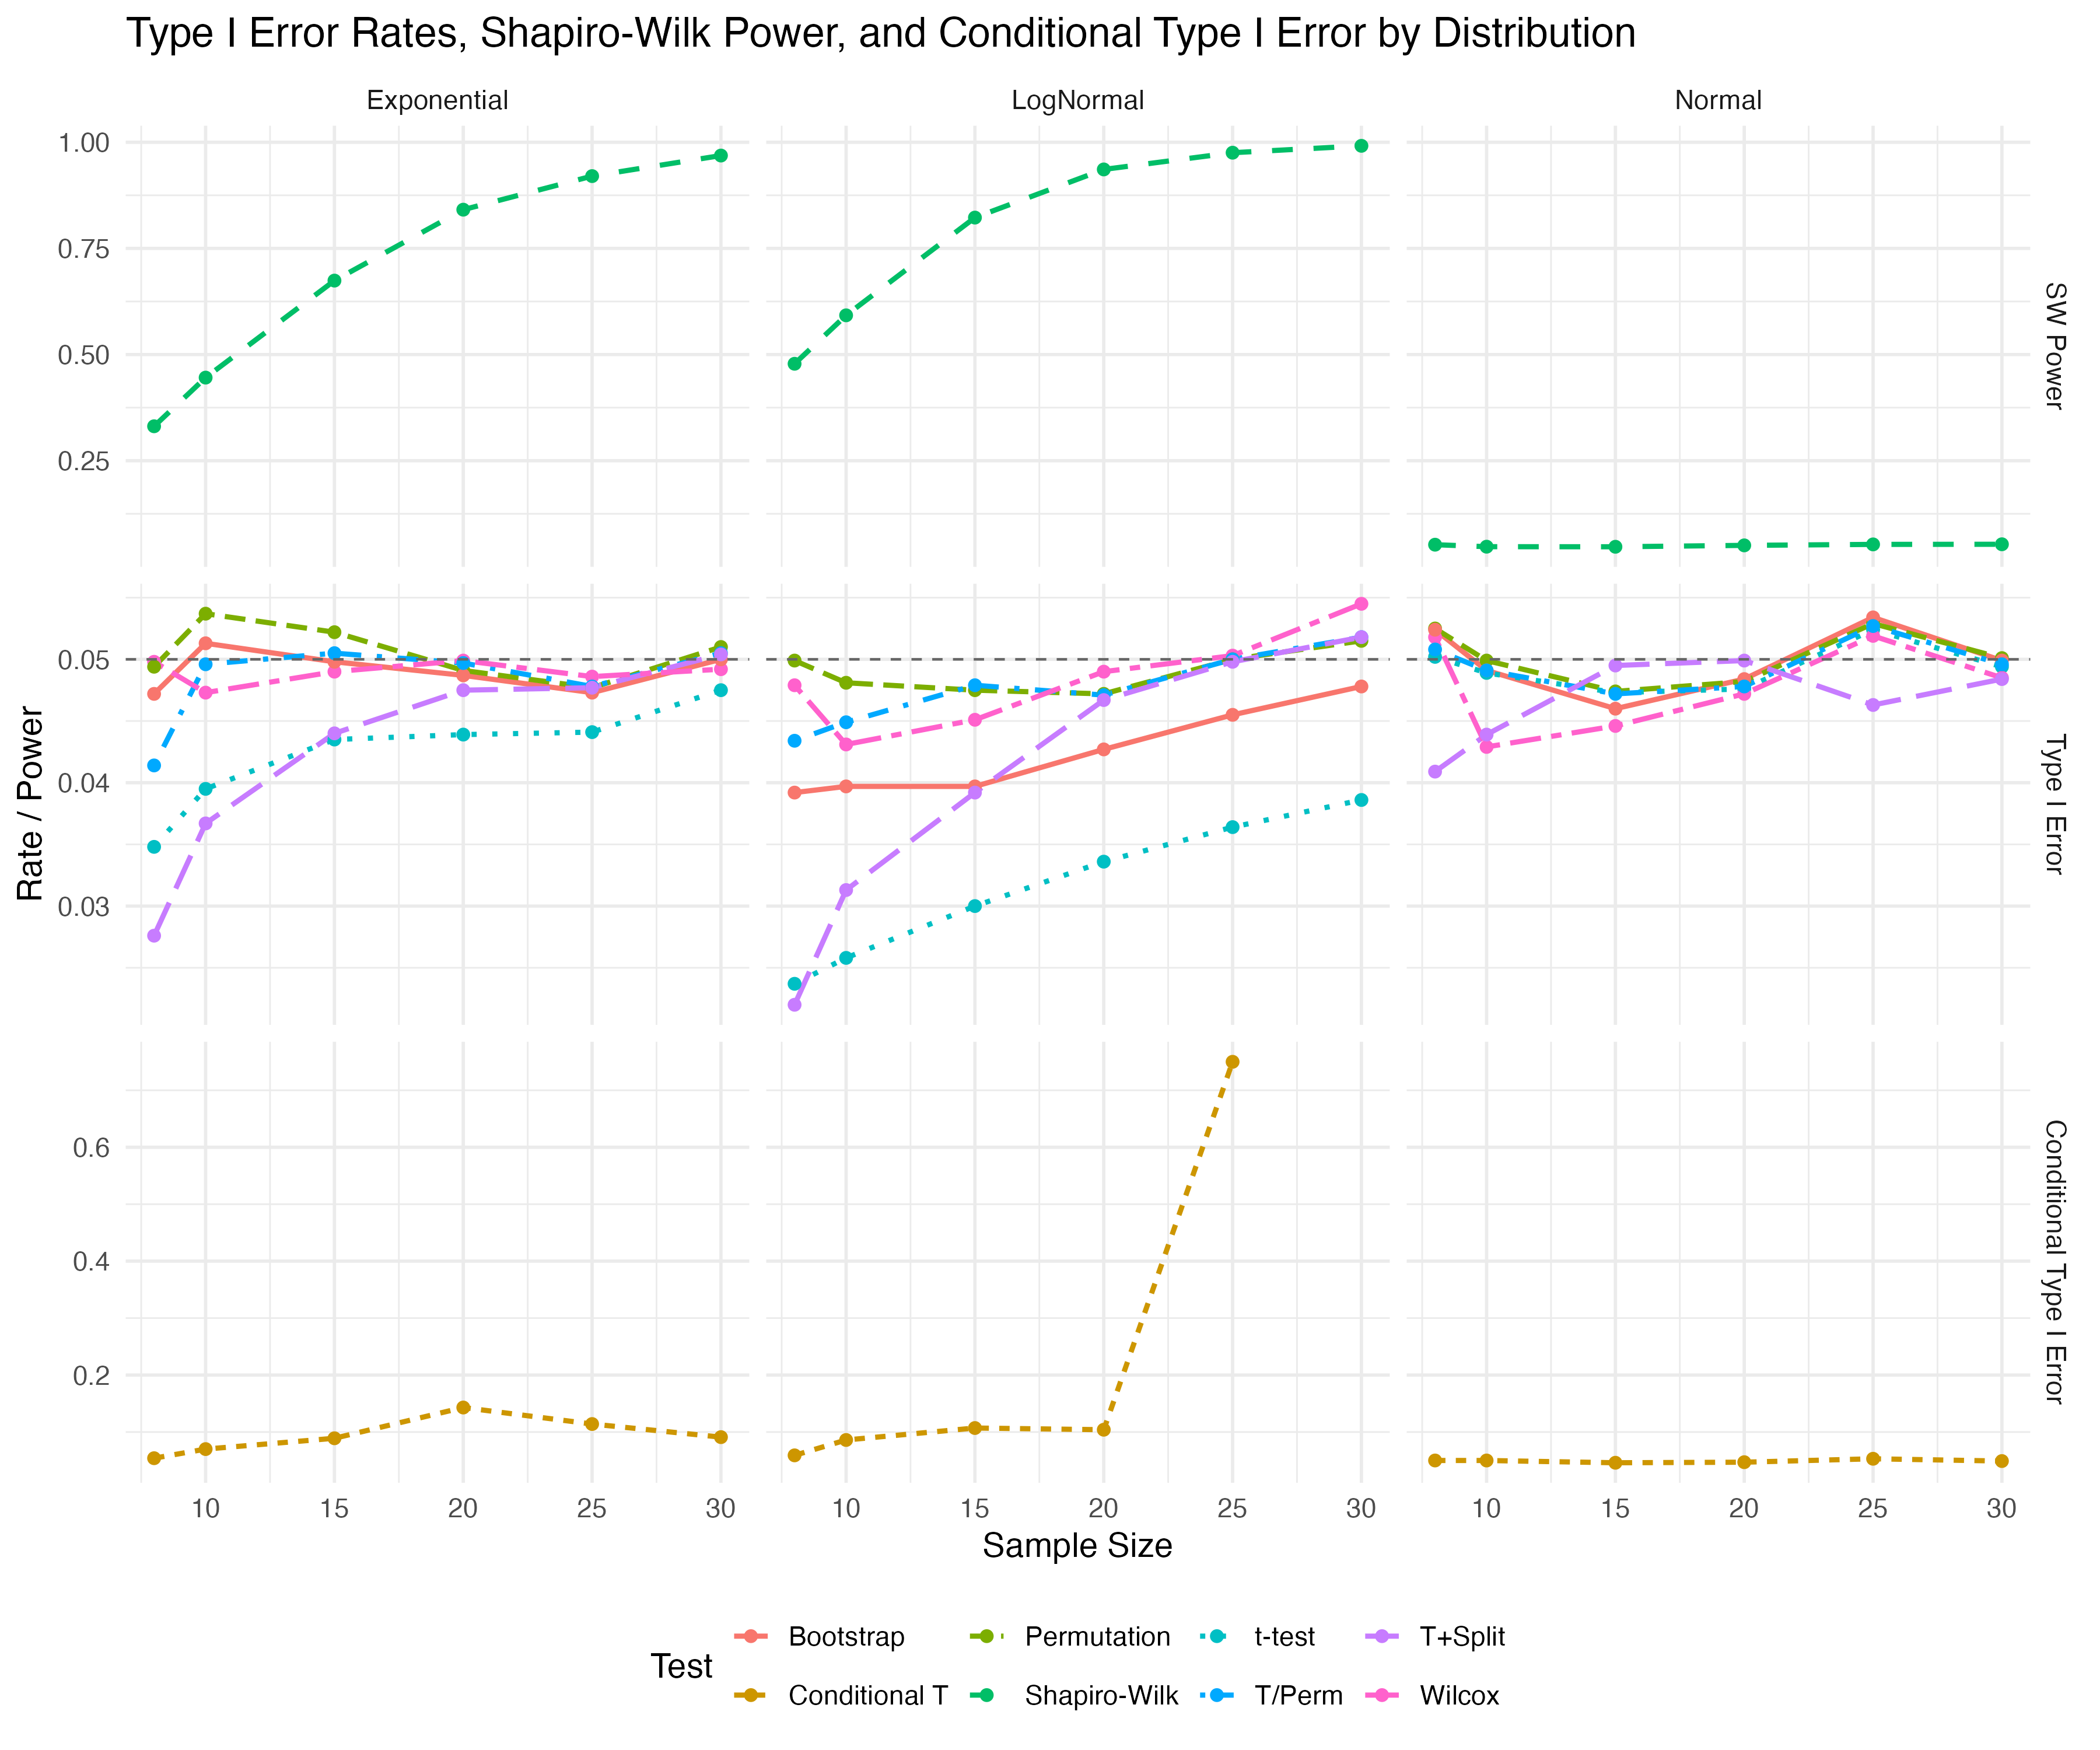 Type I Error Rates, Shapiro-Wilk Power, and Conditional Type I Error by Distribution
Exponential
LogNormal
Normal
1.00
0.75
0.50
0.25
SW Power
0.05
0.04
0.03
Type I Error
Rate / Power
0.6
0.4
0.2
Conditional Type I Error
10 15 20 25 30
10 15 20 25 30
10 15 20 25 30
Sample Size
Test
Bootstrap
Permutation
t-test
T+Split
Conditional T
Shapiro-Wilk
T/Perm
Wilcox